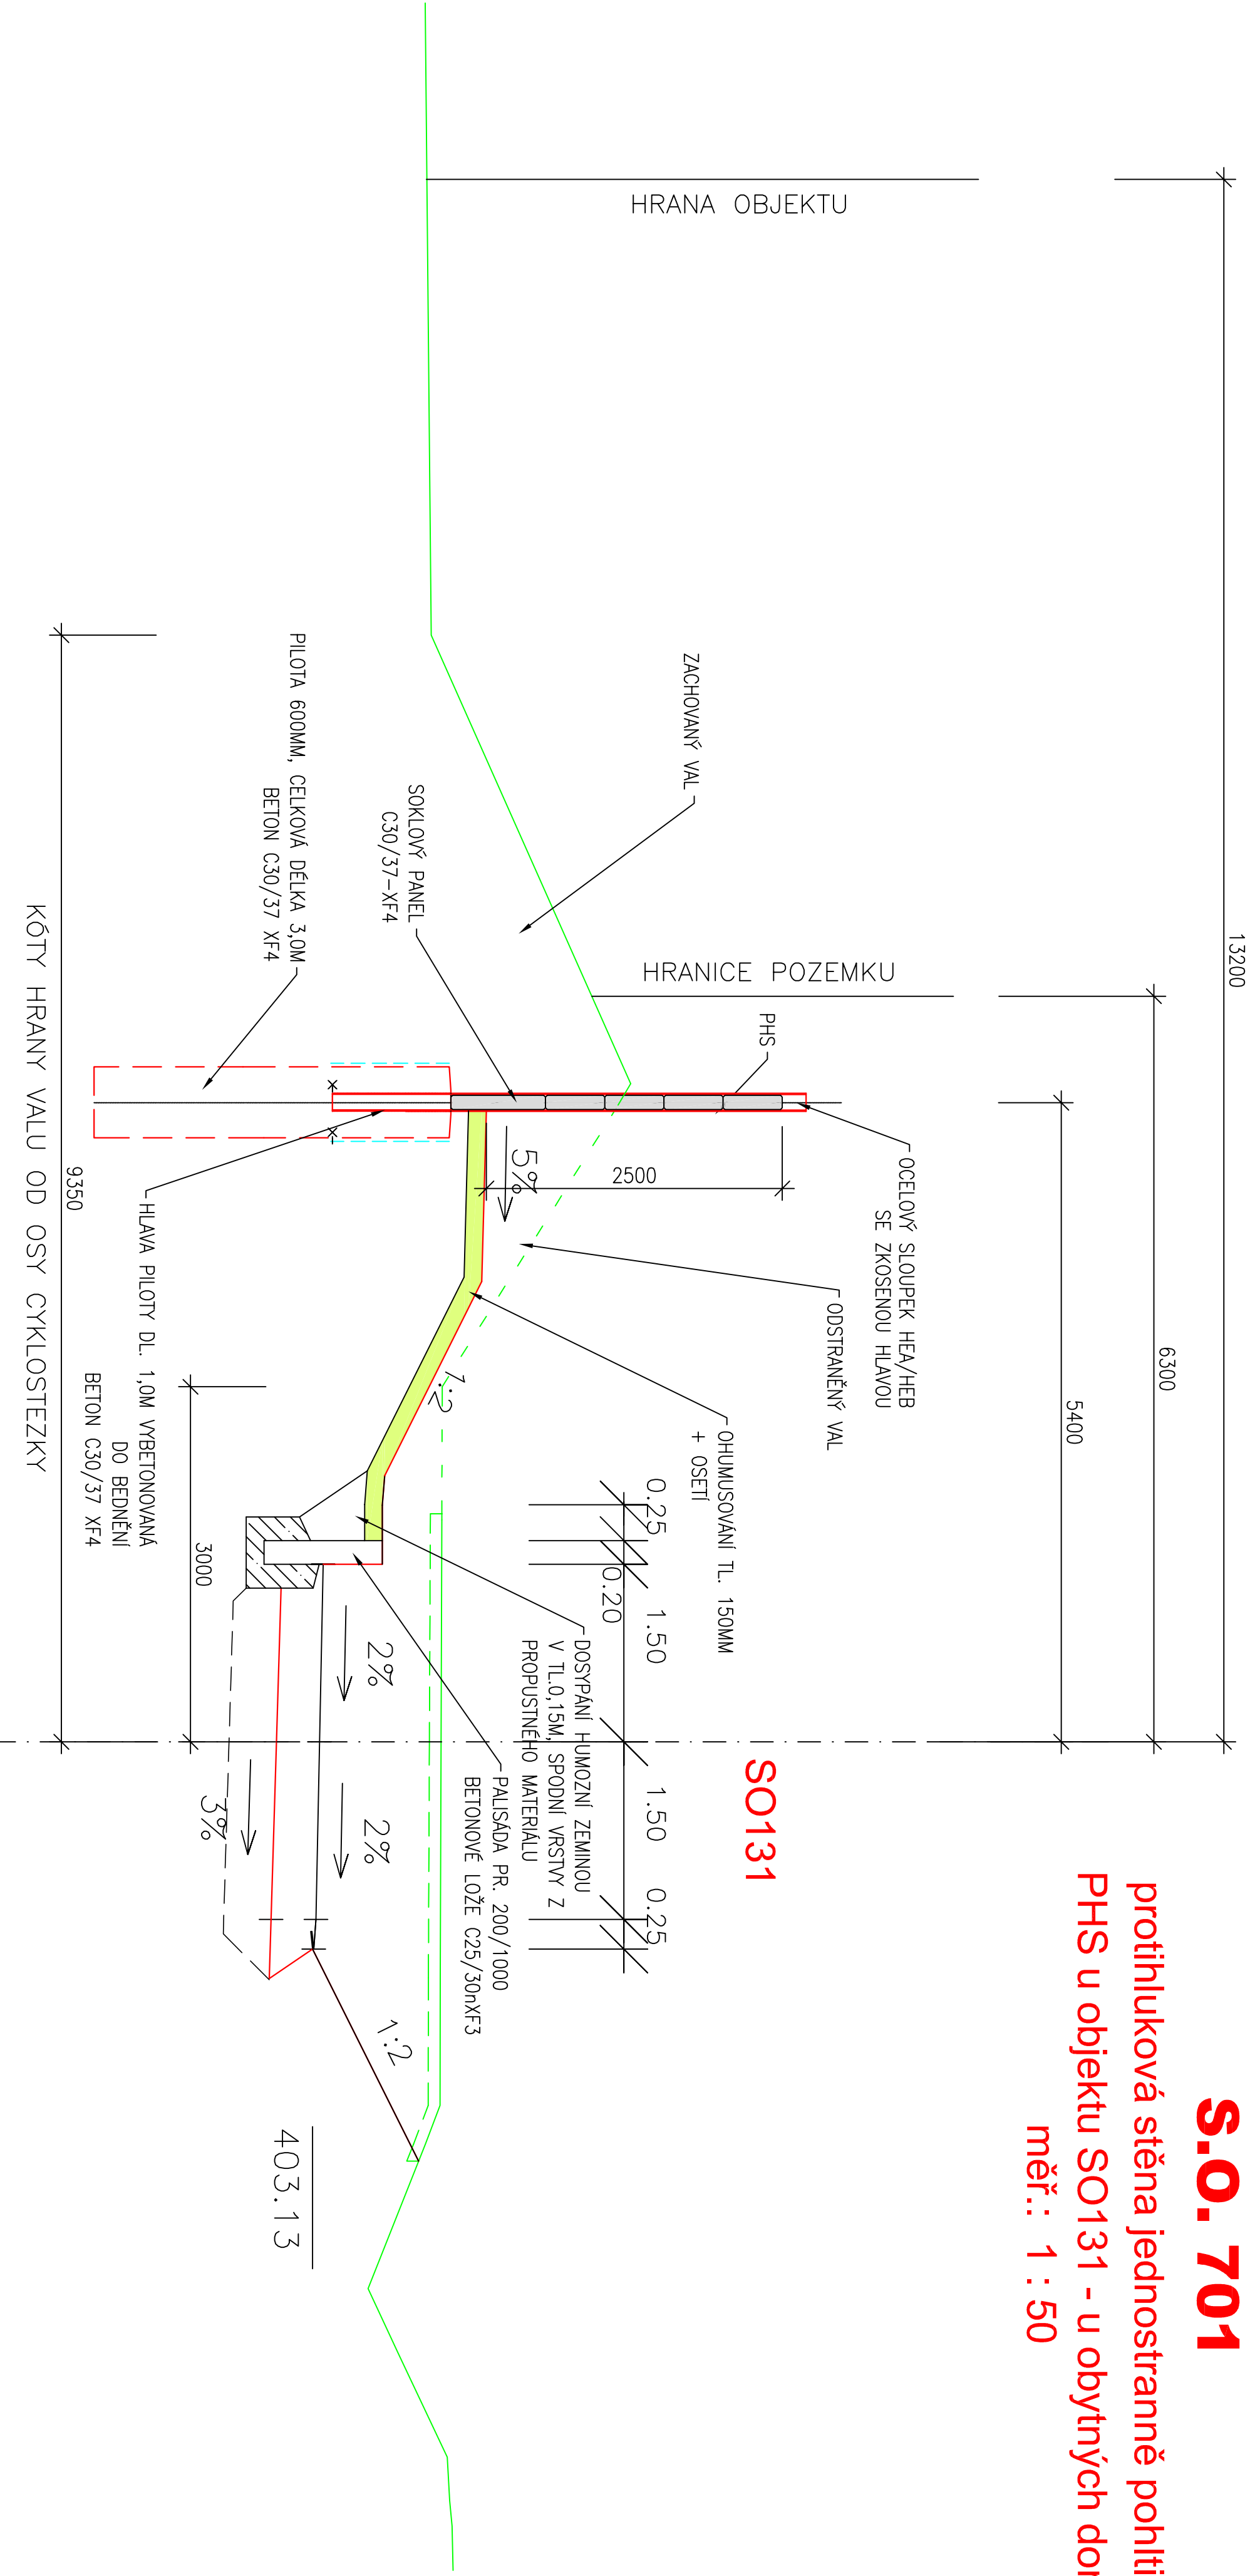 s.o. 701
protihluková stěna jednostranně pohlti
PHS u objektu SO131 - u obytných do
měř.: 1 : 50
13200
6300
5400
HRANA OBJEKTU
HRANICE POZEMKU
ZACHOVANÝ VAL
PHS
SOKLOVÝ PANEL
C30/37-XF4
PILOTA 600MM, CELKOVÁ DÉLKA 3,0M
BETON C30/37 XF4
OCELOVÝ SLOUPEK HEA/HEB
SE ZKOSENOU HLAVOU
2500
5%
ODSTRANĚNÝ VAL
OHUMUSOVÁNÍ TL. 150MM
+ OSETÍ
1:2
0.25
0.20
1.50
1.50
0.25
SO131
DOSYPÁNÍ HUMOZNÍ ZEMINOU
V TL.0,15M, SPODNÍ VRSTVY Z
PROPUSTNÉHO MATERIÁLU
PALISÁDA PR. 200/1000
BETONOVÉ LOŽE C25/30nXF3
2%
2%
3%
1:2
403.13
3000
HLAVA PILOTY DL. 1,0M VYBETONOVANÁ
DO BEDNĚNÍ
BETON C30/37 XF4
9350
KÓTY HRANY VALU OD OSY CYKLOSTEZKY